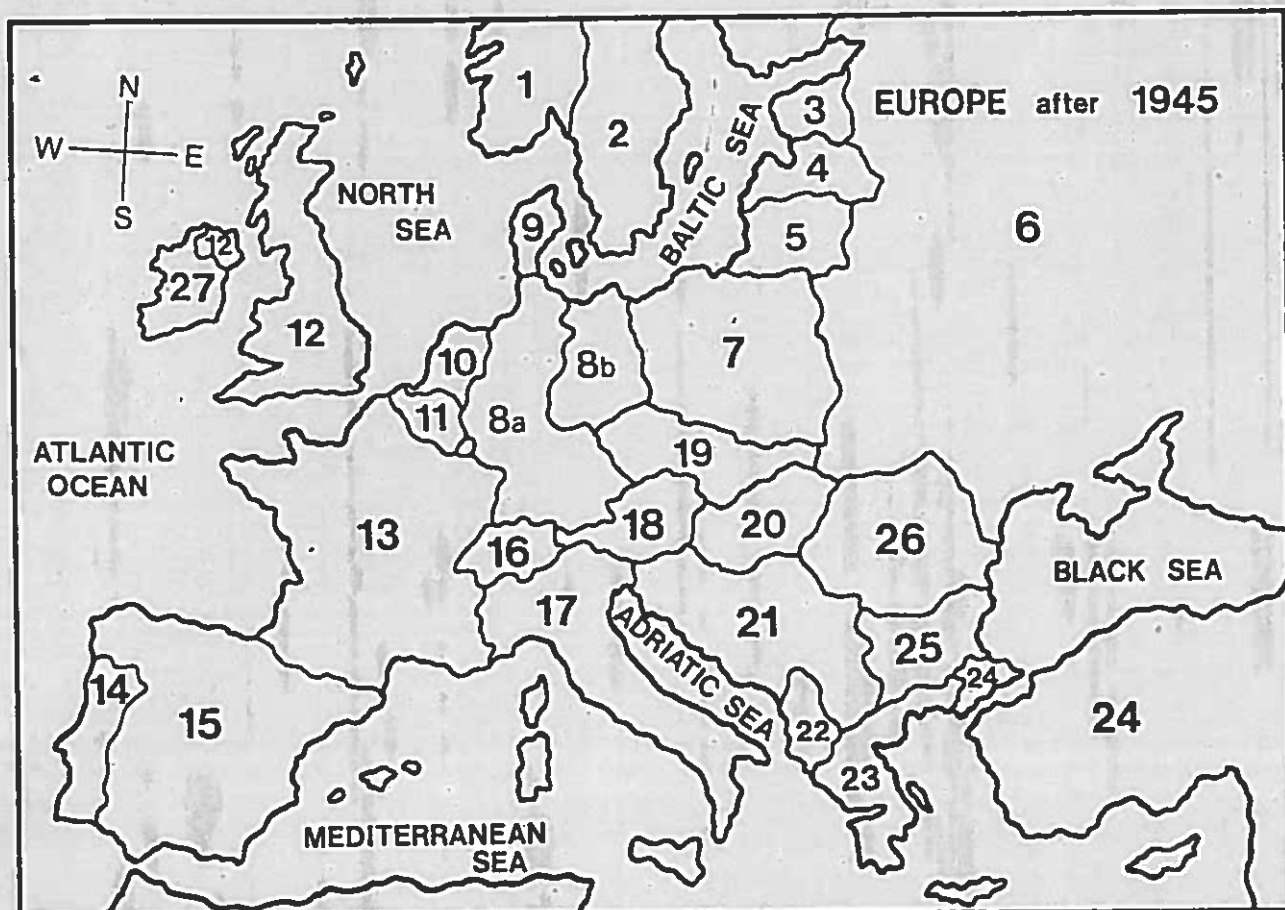 EUROPE after 1945
N
W E
S
1
2
3
4
5
6
NORTH
SEA
BALTIC SEA
9
12
27
12
10
8b
7
11
8a
ATLANTIC
OCEAN
19
13
16
18
20
26
BLACK SEA
17
ADRIATIC SEA
21
25
14
15
24
24
22
23
MEDITERRANEAN
SEA